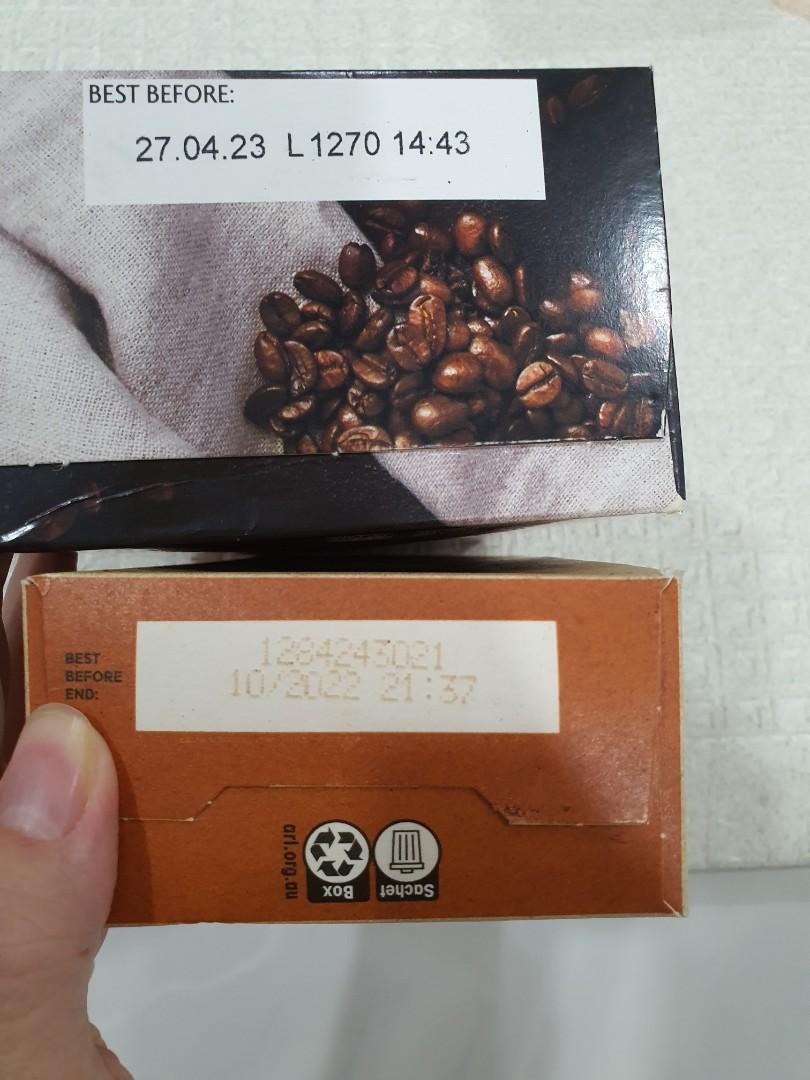 BEST BEFORE:
27.04.23 L1270 14:43
BEST
BEFORE
END:
1284243021
10/2022 21:37
arl.org.au
Box
Sachet